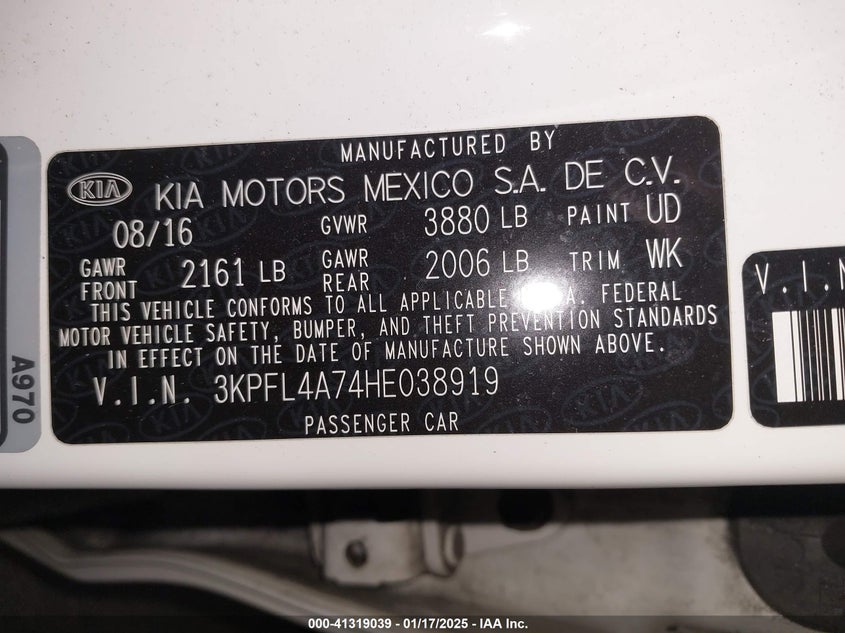 MANUFACTURED BY
KIA KIA MOTORS MEXICO S.A. DE C.V.
08/16 GVWR 3880 LB PAINT UD
GAWR FRONT 2161 LB GAWR REAR 2006 LB TRIM WK
THIS VEHICLE CONFORMS TO ALL APPLICABLE FEDERAL
MOTOR VEHICLE SAFETY, BUMPER, AND THEFT PREVENTION STANDARDS
IN EFFECT ON THE DATE OF MANUFACTURE SHOWN ABOVE.
V.I.N. 3KPFL4A74HE038919
PASSENGER CAR
A970
V.I.N
000-41319039 — 01/17/2025 — IAA Inc.